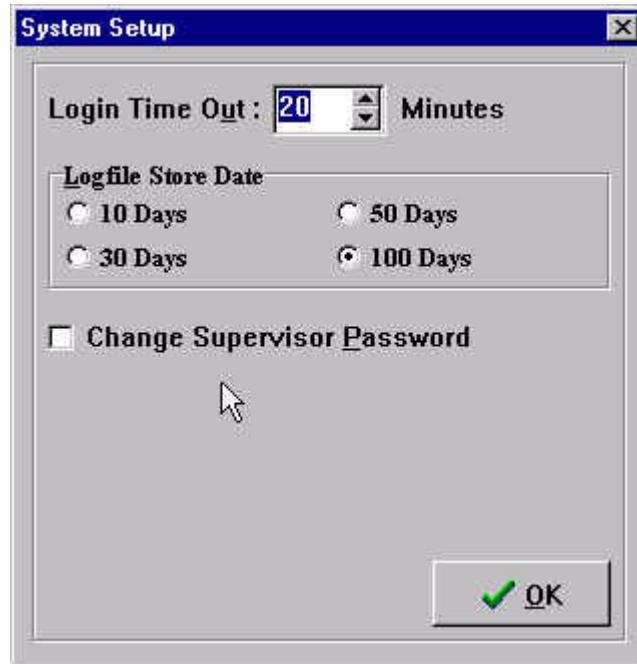 System Setup
Login Time Out : 20 Minutes
Logfile Store Date
10 Days 50 Days
30 Days 100 Days
Change Supervisor Password
OK